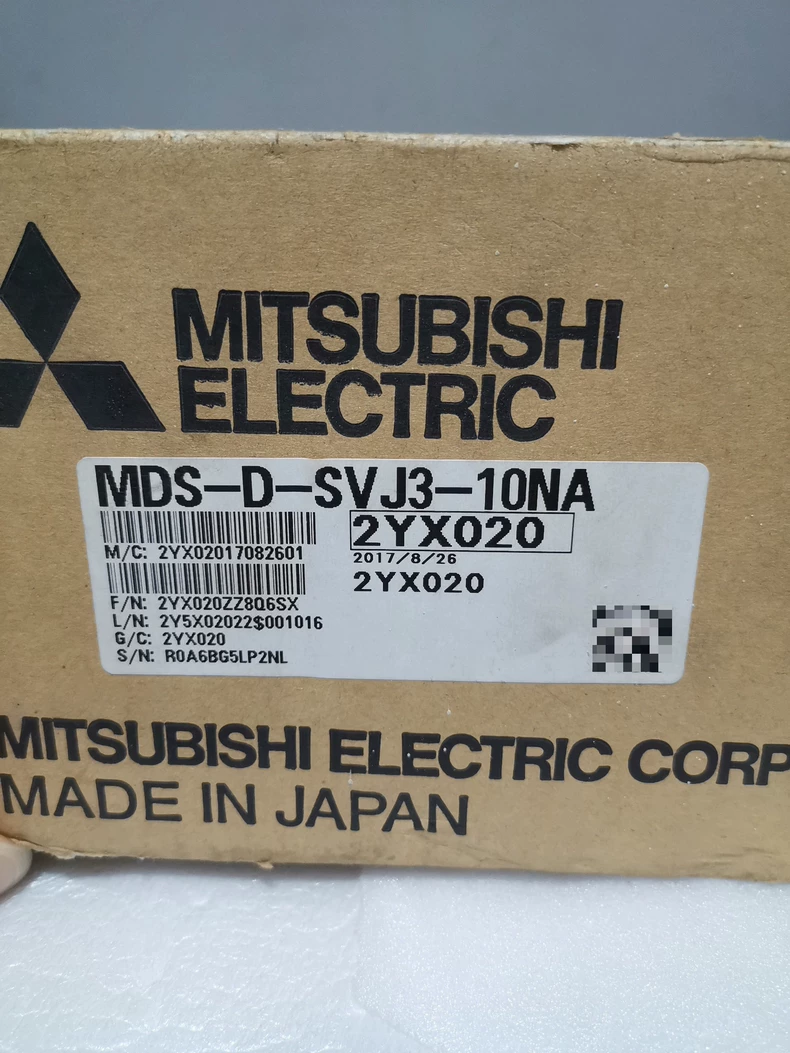 MITSUBISHI
ELECTRIC
MDS-D-SVJ3-10NA
2YX020
M/C: 2YX02017082601
2017/8/26
2YX020
F/N: 2YX020ZZ8Q6SX
L/N: 2Y5X02022$001016
G/C: 2YX020
S/N: R0A6BG5LP2NL
MITSUBISHI ELECTRIC CORP
MADE IN JAPAN